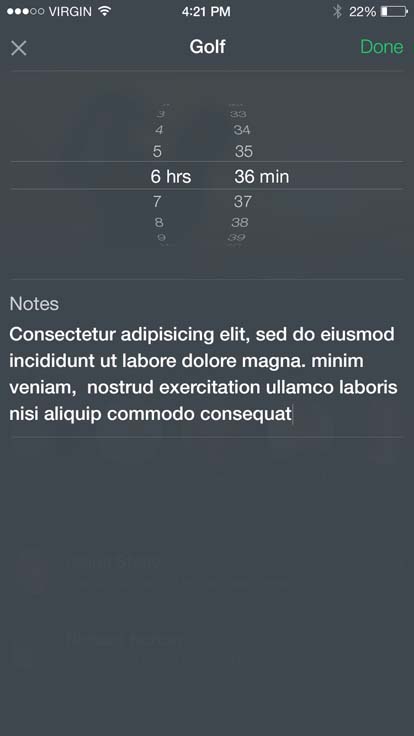 VIRGIN 4:21 PM 22%
Golf Done
3 33
4 34
5 35
6 hrs 36 min
7 37
8 38
9 39
Notes
Consectetur adipisicing elit, sed do eiusmod
incididunt ut labore dolore magna. minim
veniam, nostrud exercitation ullamco laboris
nisi aliquip commodo consequat